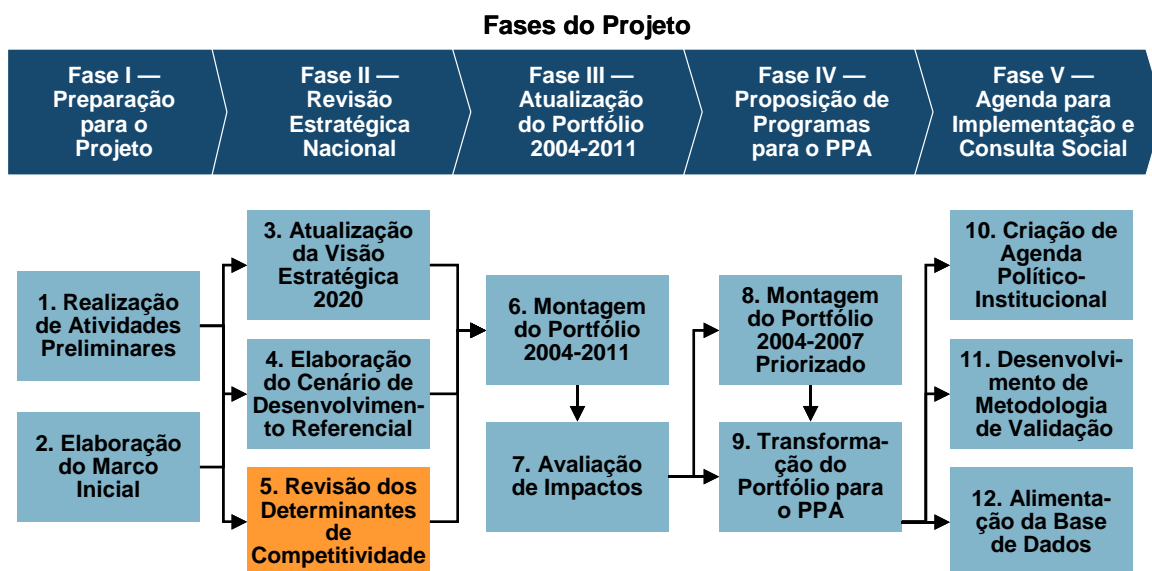 Fases do Projeto
Fase I —
Preparação
para o
Projeto
Fase II —
Revisão
Estratégica
Nacional
Fase III —
Atualização
do Portfólio
2004-2011
Fase IV —
Proposição de
Programas
para o PPA
Fase V —
Agenda para
Implementação e
Consulta Social
1. Realização
de Atividades
Preliminares
2. Elaboração
do Marco
Inicial
3. Atualização
da Visão
Estratégica
2020
4. Elaboração
do Cenário de
Desenvolvimen-
to Referencial
5. Revisão dos
Determinantes
de
Competitividade
6. Montagem
do Portfólio
2004-2011
7. Avaliação
de Impactos
8. Montagem
do Portfólio
2004-2007
Priorizado
9. Transforma-
ção do
Portfólio para
o PPA
10. Criação de
Agenda
Político-
Institucional
11. Desenvolvi-
mento de
Metodologia
de Validação
12. Alimenta-
ção da Base
de Dados